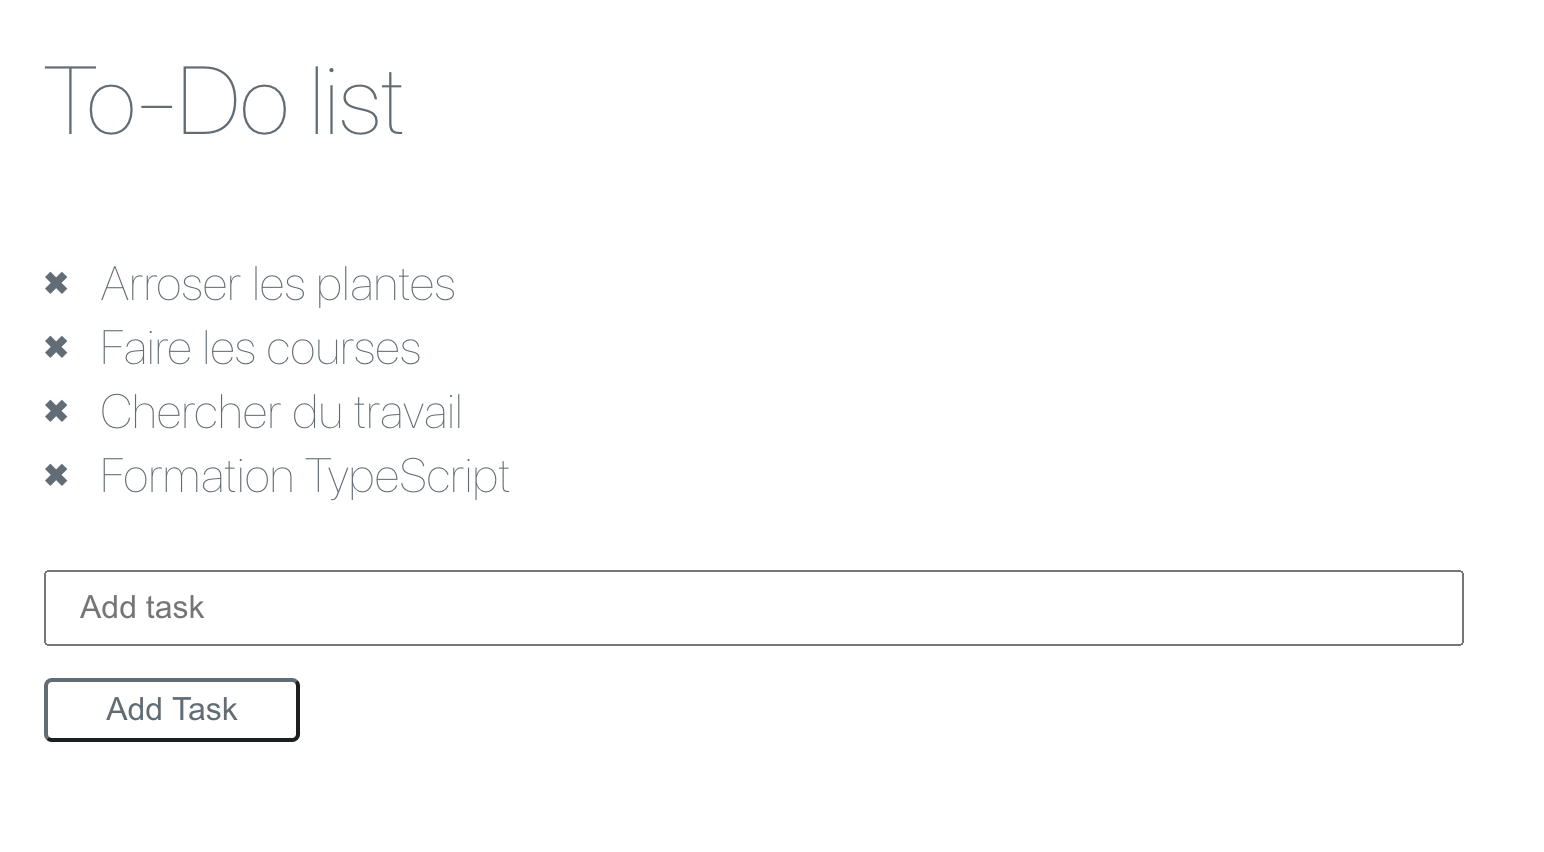 To-Do list
✖ Arroser les plantes
✖ Faire les courses
✖ Chercher du travail
✖ Formation TypeScript
Add task
Add Task